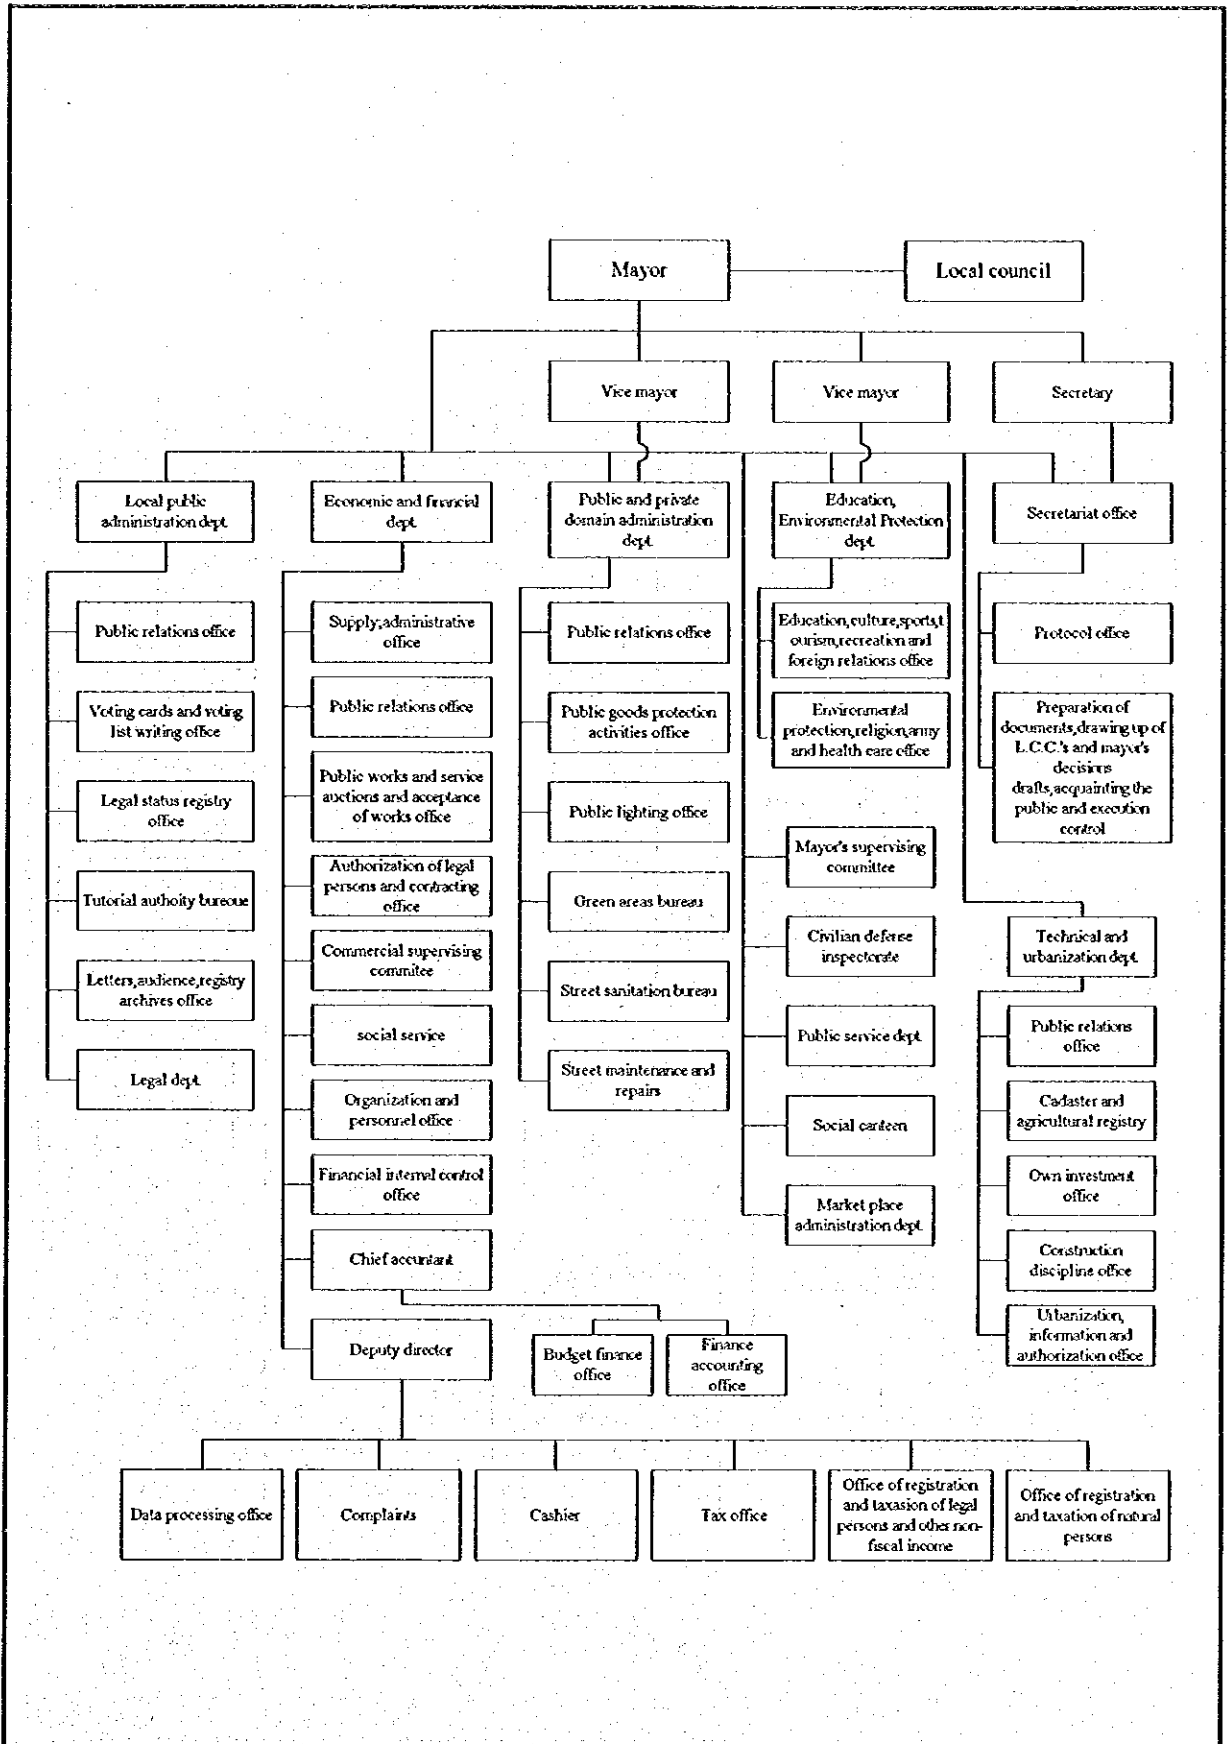 Mayor
Local council
Vice mayor
Vice mayor
Secretary
Local public
administration dept.
Economic and financial
dept.
Public and private
domain administration
dept.
Education,
Environmental Protection
dept.
Secretariat office
Public relations office
Voting cards and voting
list writing office
Legal status registry
office
Tutorial authoity bureoue
Letters,audience,registry
archives office
Legal dept.
Supply,administrative
office
Public relations office
Public works and service
auctions and acceptance
of works office
Authorization of legal
persons and contracting
office
Commercial supervising
commitee
social service
Organization and
personnel office
Financial internal control
office
Chief accuntant
Deputy director
Public relations office
Public goods protection
activities office
Public lighting office
Green areas bureau
Street sanitation bureau
Street maintenance and
repairs
Budget finance
office
Finance
accounting
office
Education,culture,sports,t
ourism,recreation and
foreign relations office
Environmental
protection,religion,army
and health care office
Mayor's supervising
committee
Civilian defense
inspectorate
Public service dept.
Social canteen
Market place
administration dept.
Protocol office
Preparation of
documents,drawing up of
L.C.C.'s and mayor's
decisions
drafts,acquainting the
public and execution
control
Technical and
urbanization dept.
Public relations
office
Cadaster and
agricultural registry
Own investment
office
Construction
discipline office
Urbanization,
information and
authorization office
Data processing office
Complaints
Cashier
Tax office
Office of registration
and taxasion of legal
persons and other non-
fiscal income
Office of registration
and taxation of natural
persons